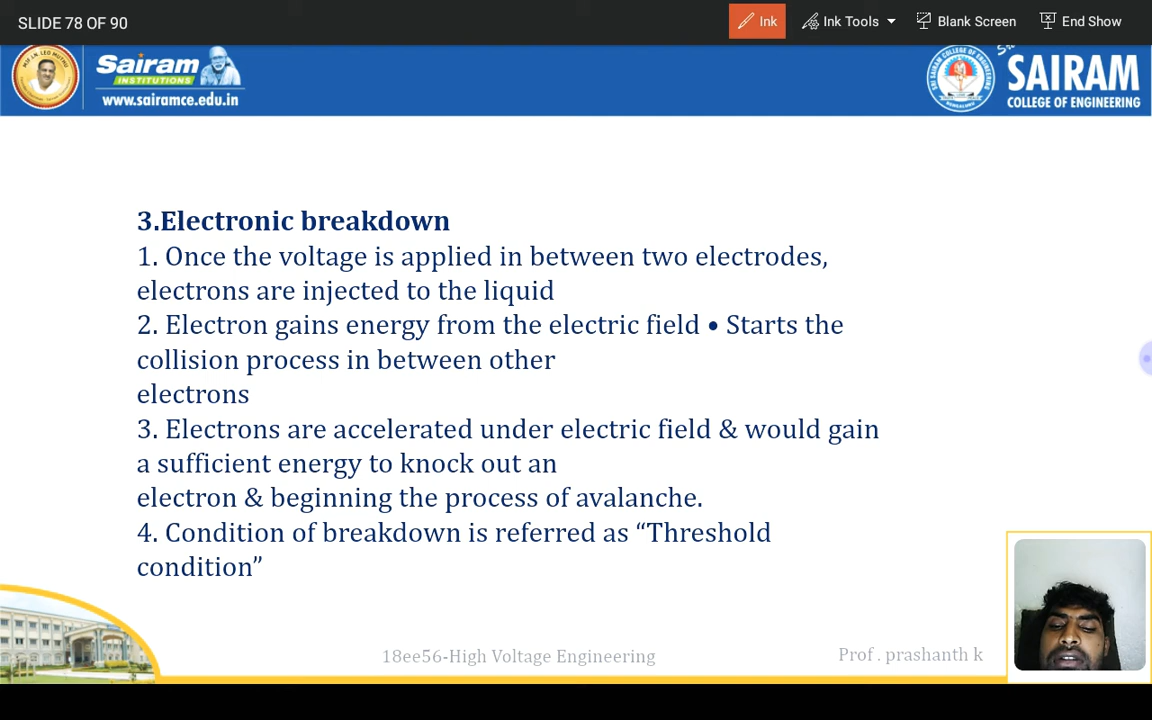 SLIDE 78 OF 90
Ink
Ink Tools
Blank Screen
End Show
Sairam
INSTITUTIONS
www.sairamce.edu.in
SAIRAM
COLLEGE OF ENGINEERING
3.Electronic breakdown
1. Once the voltage is applied in between two electrodes,
electrons are injected to the liquid
2. Electron gains energy from the electric field • Starts the
collision process in between other
electrons
3. Electrons are accelerated under electric field & would gain
a sufficient energy to knock out an
electron & beginning the process of avalanche.
4. Condition of breakdown is referred as “Threshold
condition”
18ee56-High Voltage Engineering
Prof . prashanth k